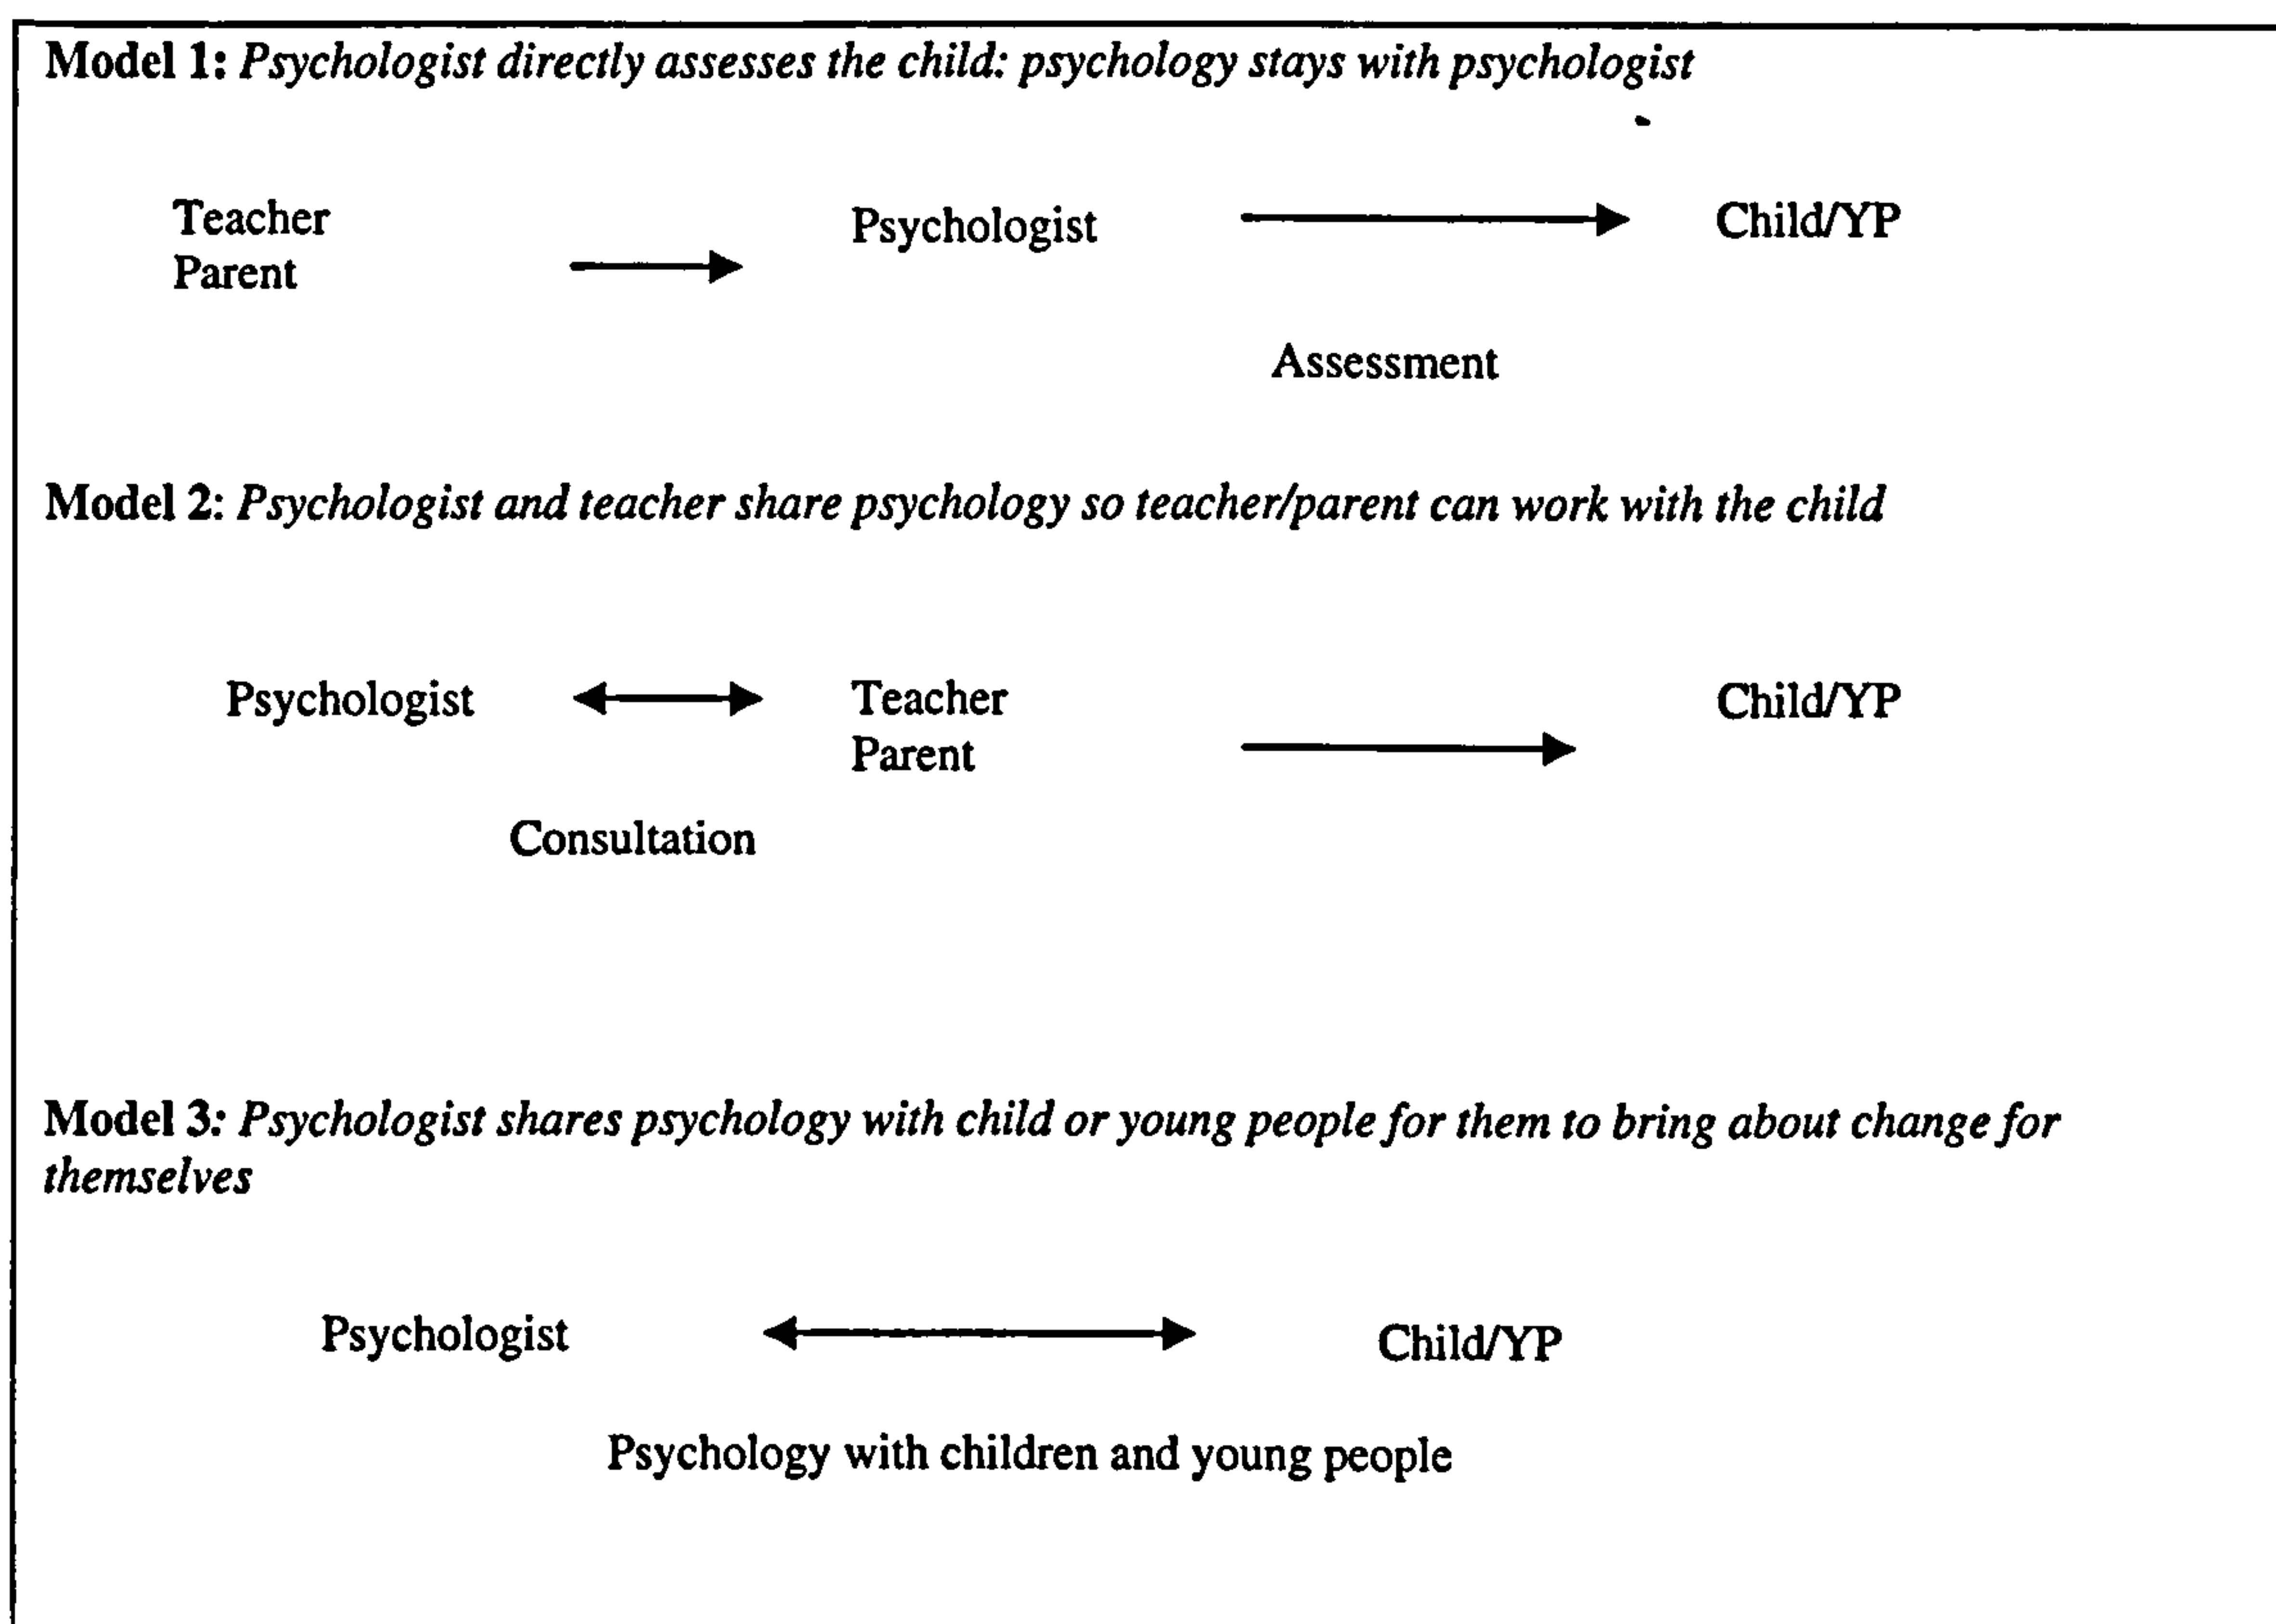 Model 1: Psychologist directly assesses the child: psychology stays with psychologist
Teacher
Parent
Psychologist
Child/YP
Assessment
Model 2: Psychologist and teacher share psychology so teacher/parent can work with the child
Psychologist
Teacher
Parent
Child/YP
Consultation
Model 3: Psychologist shares psychology with child or young people for them to bring about change for
themselves
Psychologist
Child/YP
Psychology with children and young people